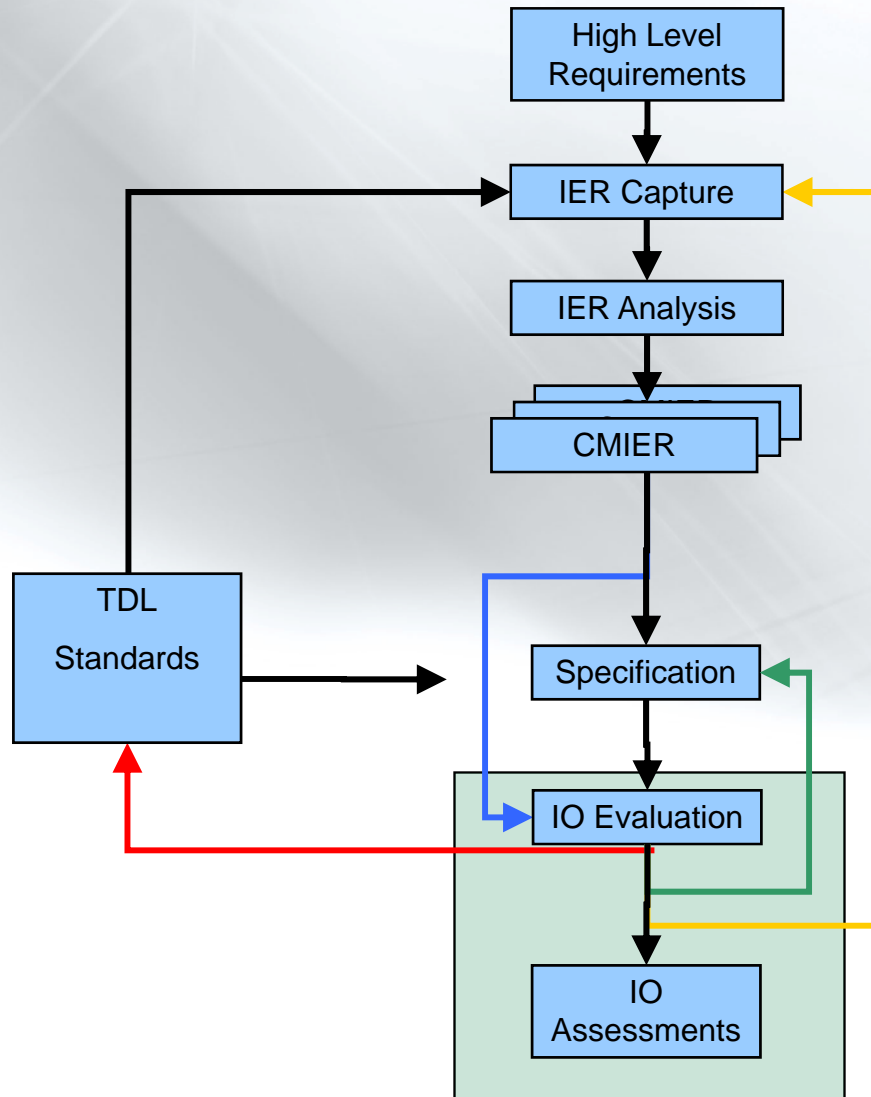 High Level
Requirements
IER Capture
IER Analysis
CMIER
TDL
Standards
Specification
IO Evaluation
IO
Assessments